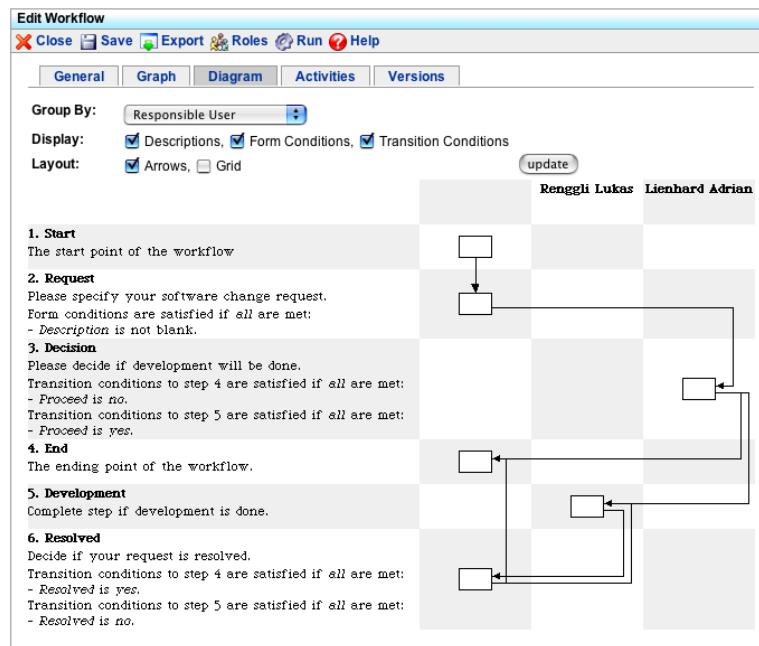 Edit Workflow
Close Save Export Roles Run Help
General Graph Diagram Activities Versions
Group By: Responsible User
Display: Descriptions, Form Conditions, Transition Conditions
Layout: Arrows, Grid update
Renggli Lukas Lienhard Adrian
1. Start
The start point of the workflow
2. Request
Please specify your software change request.
Form conditions are satisfied if all are met:
- Description is not blank.
3. Decision
Please decide if development will be done.
Transition conditions to step 4 are satisfied if all are met:
- Proceed is no.
Transition conditions to step 5 are satisfied if all are met:
- Proceed is yes.
4. End
The ending point of the workflow.
5. Development
Complete step if development is done.
6. Resolved
Decide if your request is resolved.
Transition conditions to step 4 are satisfied if all are met:
- Resolved is yes.
Transition conditions to step 5 are satisfied if all are met:
- Resolved is no.